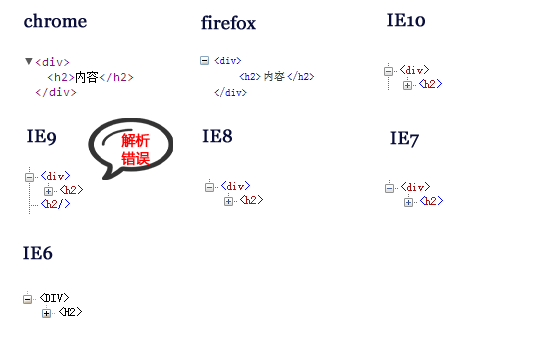 chrome
<div>
<h2>内容</h2>
</div>
firefox
<div>
<h2>内容</h2>
</div>
IE10
<div>
<h2>
IE9
<div>
<h2>
<h2/>
解析
错误
IE8
<div>
<h2>
IE7
<div>
<h2>
IE6
<DIV>
<H2>